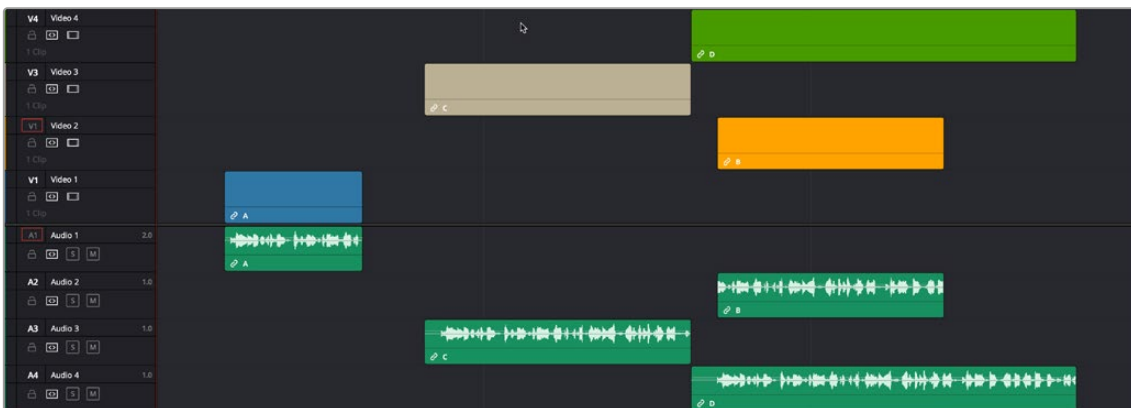 V4 Video 4
1 Clip
D
V3 Video 3
1 Clip
C
V1 Video 2
1 Clip
B
V1 Video 1
1 Clip
A
A1 Audio 1 2.0
S M
A
A2 Audio 2 1.0
S M
B
A3 Audio 3 1.0
S M
C
A4 Audio 4 1.0
S M
D